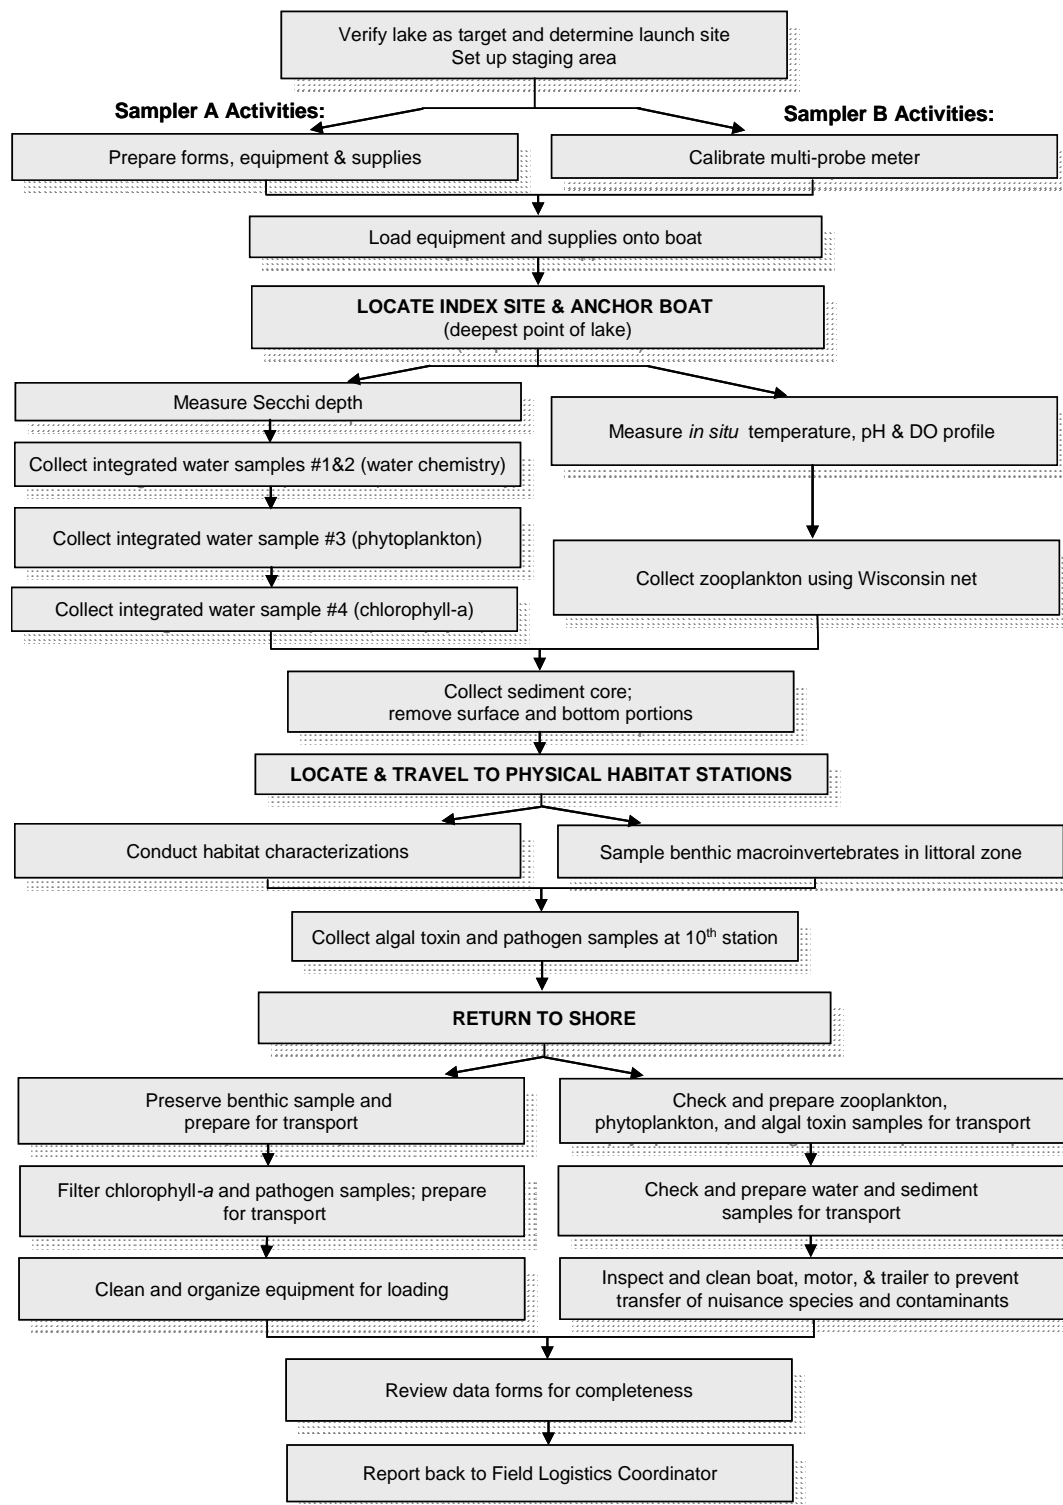 Verify lake as target and determine launch site
Set up staging area
Sampler A Activities:
Sampler B Activities:
Prepare forms, equipment & supplies
Calibrate multi-probe meter
Load equipment and supplies onto boat
LOCATE INDEX SITE & ANCHOR BOAT
(deepest point of lake)
Measure Secchi depth
Measure in situ temperature, pH & DO profile
Collect integrated water samples #1&2 (water chemistry)
Collect integrated water sample #3 (phytoplankton)
Collect zooplankton using Wisconsin net
Collect integrated water sample #4 (chlorophyll-a)
Collect sediment core;
remove surface and bottom portions
LOCATE & TRAVEL TO PHYSICAL HABITAT STATIONS
Conduct habitat characterizations
Sample benthic macroinvertebrates in littoral zone
Collect algal toxin and pathogen samples at 10th station
RETURN TO SHORE
Preserve benthic sample and
prepare for transport
Check and prepare zooplankton,
phytoplankton, and algal toxin samples for transport
Filter chlorophyll-a and pathogen samples; prepare
for transport
Check and prepare water and sediment
samples for transport
Clean and organize equipment for loading
Inspect and clean boat, motor, & trailer to prevent
transfer of nuisance species and contaminants
Review data forms for completeness
Report back to Field Logistics Coordinator